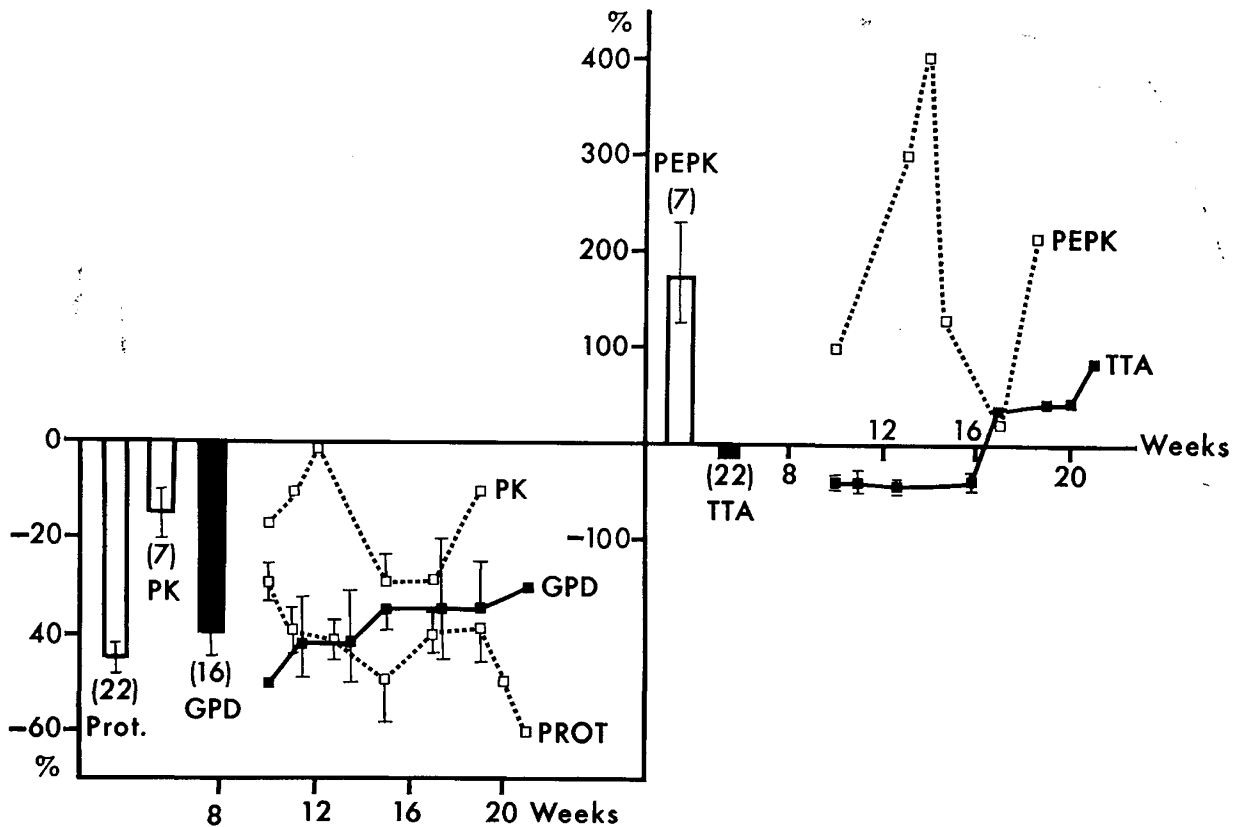 %
400
300
PEPK
(7)
200
PEPK
100
TTA
0
12
16
Weeks
(22)
TTA
8
20
−20
−100
(7)
PK
PK
GPD
−40
(22)
Prot.
(16)
GPD
−60
PROT
%
8
12
16
20
Weeks